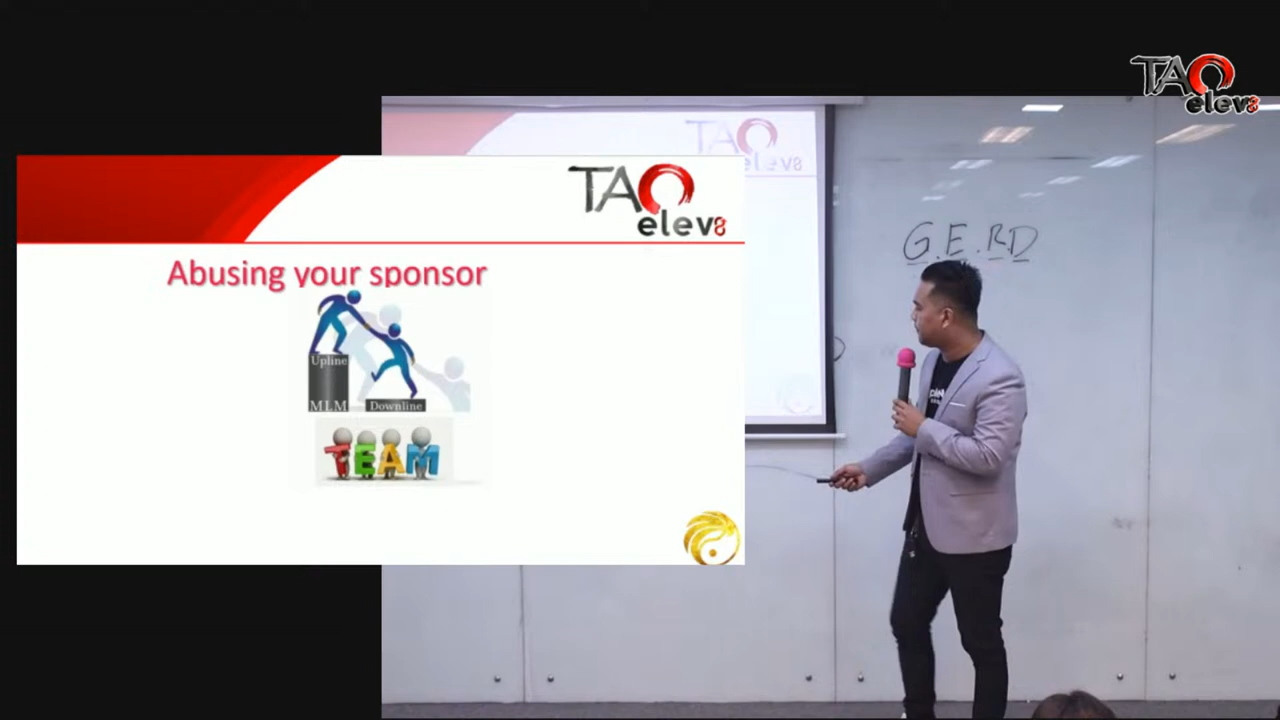 TAO
elev8
TAO
elev8
Abusing your sponsor
Upline
MLM
Downline
TEAM
TAO
elev8
G.E.RD